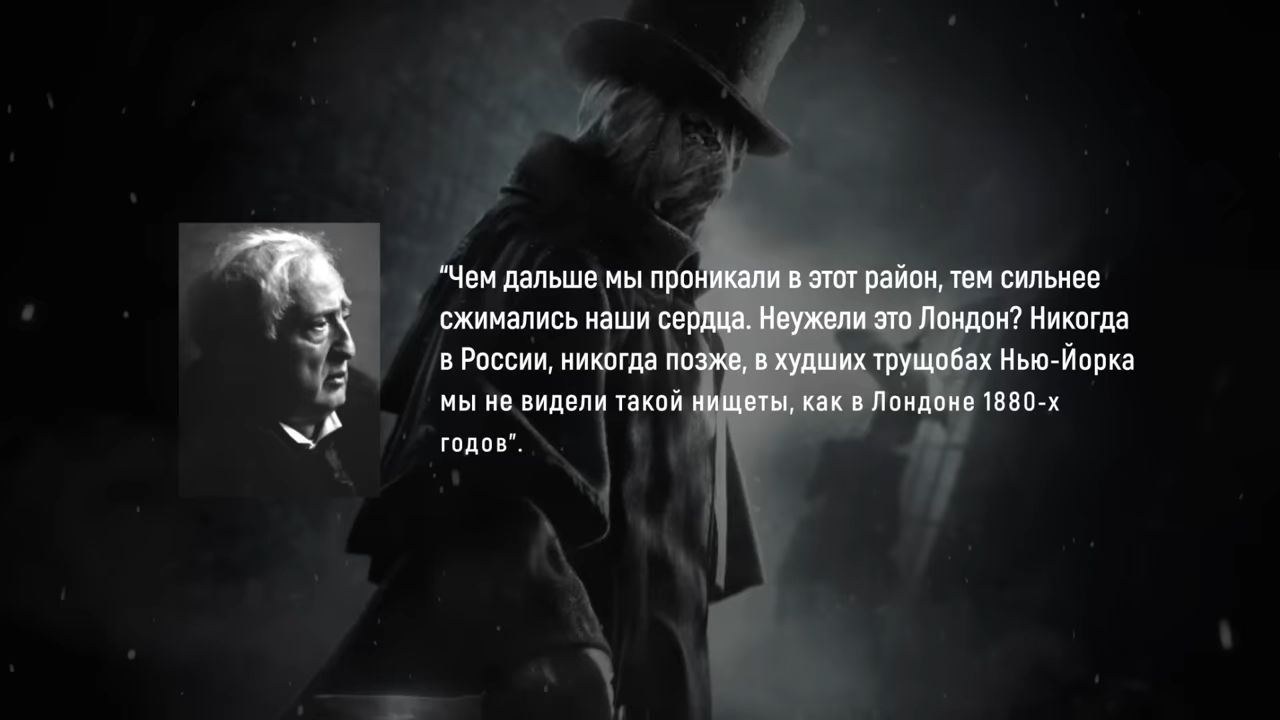 “Чем дальше мы проникали в этот район, тем сильнее
сжимались наши сердца. Неужели это Лондон? Никогда
в России, никогда позже, в худших трущобах Нью-Йорка
мы не видели такой нищеты, как в Лондоне 1880-х
годов”.